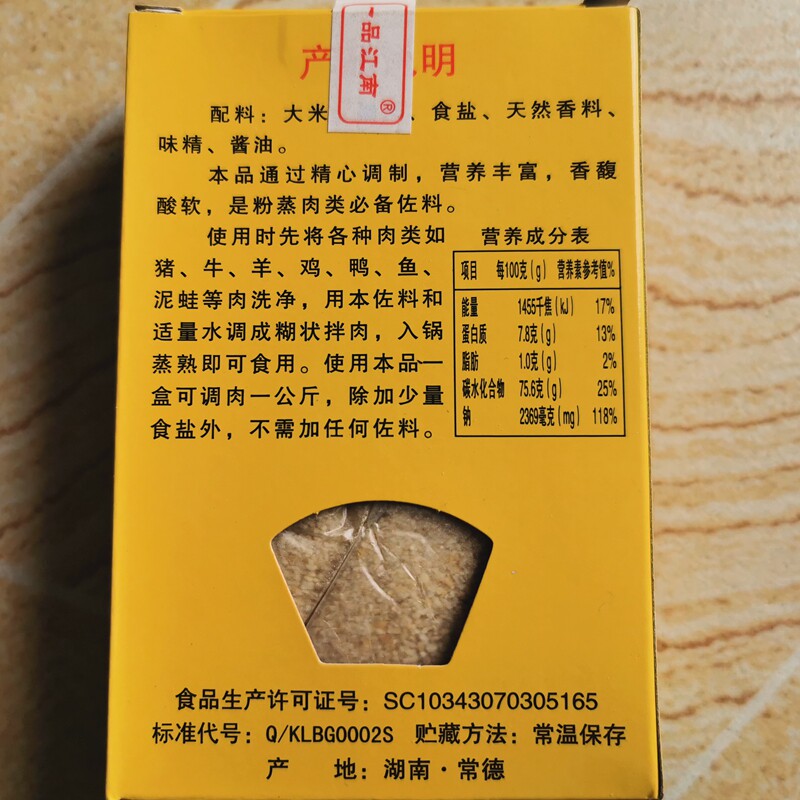 一品江南®
产 明
配料：大米 、食盐、天然香料、
味精、酱油。
本品通过精心调制，营养丰富，香馥
酸软，是粉蒸肉类必备佐料。
使用时先将各种肉类如
猪、牛、羊、鸡、鸭、鱼、
泥蛙等肉洗净，用本佐料和
适量水调成糊状拌肉，入锅
蒸熟即可食用。使用本品一
盒可调肉一公斤，除加少量
食盐外，不需加任何佐料。
营养成分表
项目 每100克(g) 营养素参考值%
能量 1455千焦(kJ) 17%
蛋白质 7.8克(g) 13%
脂肪 1.0克(g) 2%
碳水化合物 75.6克(g) 25%
钠 2369毫克(mg) 118%
食品生产许可证号：SC10343070305165
标准代号：Q/KLBG0002S 贮藏方法：常温保存
产 地：湖南·常德